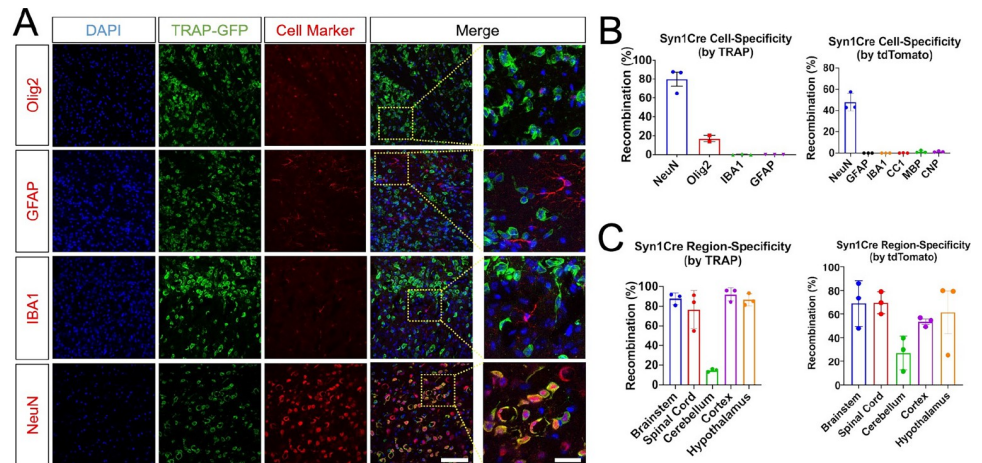 A
DAPI
TRAP-GFP
Cell Marker
Merge
Olig2
GFAP
IBA1
NeuN
B
Syn1Cre Cell-Specificity
(by TRAP)
Recombination (%)
100
80
60
40
20
0
NeuN
Olig2
IBA1
GFAP
Syn1Cre Cell-Specificity
(by tdTomato)
Recombination (%)
80
60
40
20
0
NeuN
GFAP
IBA1
CC1
MBP
CNP
C
Syn1Cre Region-Specificity
(by TRAP)
Recombination (%)
100
80
60
40
20
0
Brainstem
Spinal Cord
Cerebellum
Cortex
Hypothalamus
Syn1Cre Region-Specificity
(by tdTomato)
Recombination (%)
100
80
60
40
20
0
Brainstem
Spinal Cord
Cerebellum
Cortex
Hypothalamus